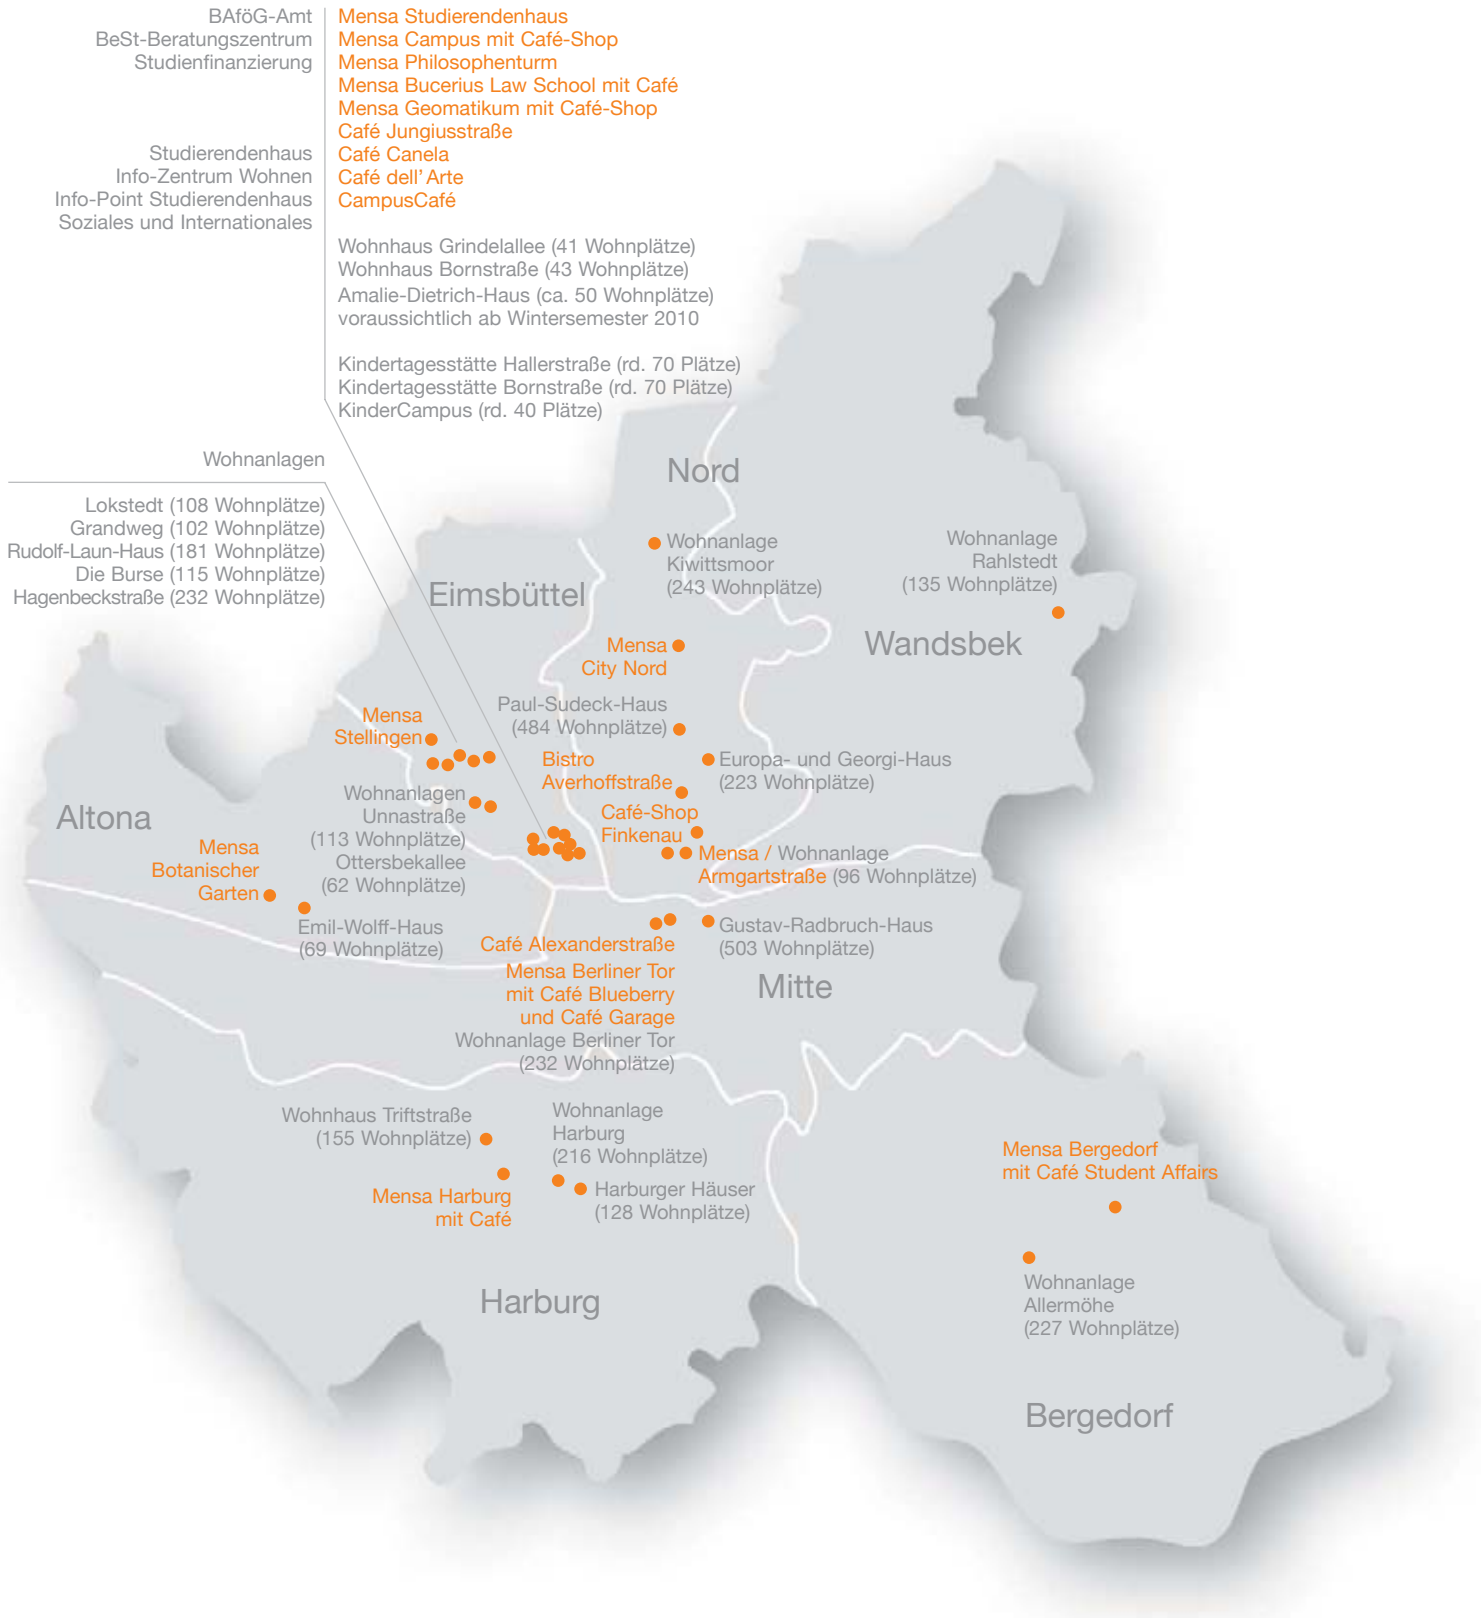 BAföG-Amt
BeSt-Beratungszentrum
Studienfinanzierung
Studierendenhaus
Info-Zentrum Wohnen
Info-Point Studierendenhaus
Soziales und Internationales
Mensa Studierendenhaus
Mensa Campus mit Café-Shop
Mensa Philosophenturm
Mensa Bucerius Law School mit Café
Mensa Geomatikum mit Café-Shop
Café Jungiusstraße
Café Canela
Café dell' Arte
CampusCafé
Wohnhaus Grindelallee (41 Wohnplätze)
Wohnhaus Bornstraße (43 Wohnplätze)
Amalie-Dietrich-Haus (ca. 50 Wohnplätze)
voraussichtlich ab Wintersemester 2010
Kindertagesstätte Hallerstraße (rd. 70 Plätze)
Kindertagesstätte Bornstraße (rd. 70 Plätze)
KinderCampus (rd. 40 Plätze)
Wohnanlagen
Lokstedt (108 Wohnplätze)
Grandweg (102 Wohnplätze)
Rudolf-Laun-Haus (181 Wohnplätze)
Die Burse (115 Wohnplätze)
Hagenbeckstraße (232 Wohnplätze)
Nord
Wohnanlage
Kiwittsmoor
(243 Wohnplätze)
Wohnanlage
Rahlstedt
(135 Wohnplätze)
Eimsbüttel
Wandsbek
Mensa
City Nord
Paul-Sudeck-Haus
(484 Wohnplätze)
Mensa
Stellingen
Bistro
Averhoffstraße
Europa- und Georgi-Haus
(223 Wohnplätze)
Wohnanlagen
Unnastraße
(113 Wohnplätze)
Ottersbekallee
(62 Wohnplätze)
Café-Shop
Finkenau
Altona
Mensa
Botanischer
Garten
Mensa / Wohnanlage
Armgartstraße (96 Wohnplätze)
Emil-Wolff-Haus
(69 Wohnplätze)
Gustav-Radbruch-Haus
(503 Wohnplätze)
Café Alexanderstraße
Mensa Berliner Tor
mit Café Blueberry
und Café Garage
Wohnanlage Berliner Tor
(232 Wohnplätze)
Mitte
Wohnhaus Triftstraße
(155 Wohnplätze)
Wohnanlage
Harburg
(216 Wohnplätze)
Mensa Harburg
mit Café
Harburger Häuser
(128 Wohnplätze)
Mensa Bergedorf
mit Café Student Affairs
Wohnanlage
Allermöhe
(227 Wohnplätze)
Harburg
Bergedorf